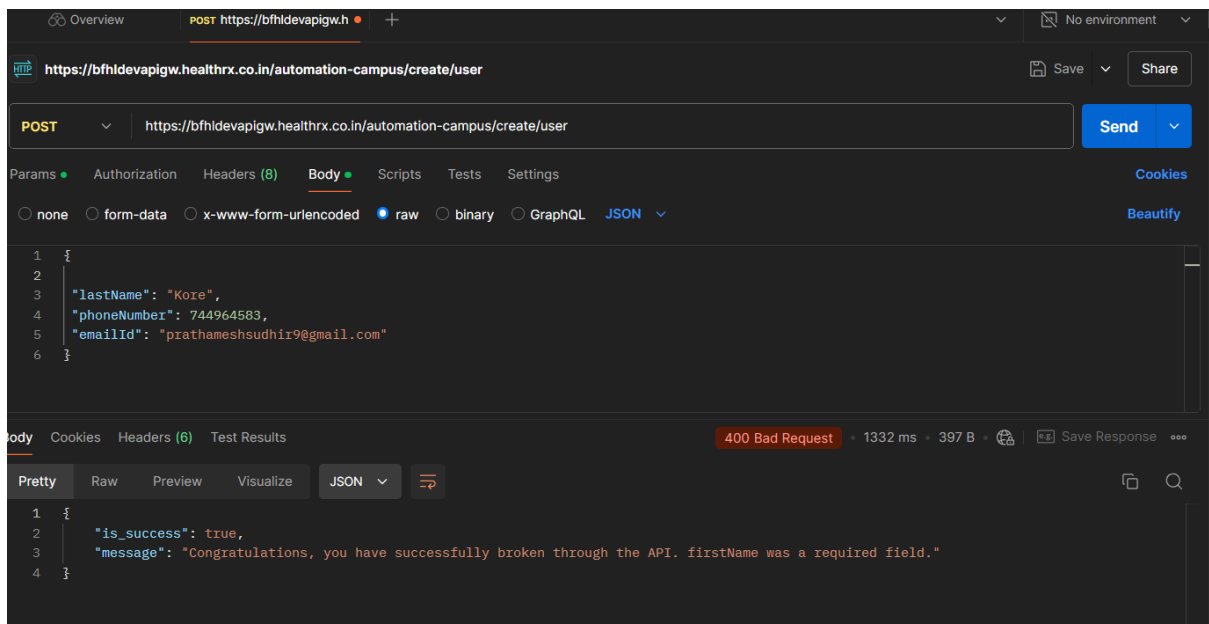 Overview POST https://bfhldevapigw.h No environment
HTTP https://bfhldevapigw.healthrx.co.in/automation-campus/create/user Save Share
POST https://bfhldevapigw.healthrx.co.in/automation-campus/create/user Send
Params Authorization Headers (8) Body Scripts Tests Settings Cookies
none form-data x-www-form-urlencoded raw binary GraphQL JSON Beautify
1 {
2
3 "lastName": "Kore",
4 "phoneNumber": 744964583,
5 "emailId": "prathameshsudhir9@gmail.com"
6 }
Body Cookies Headers (6) Test Results 400 Bad Request 1332 ms 397 B Save Response
Pretty Raw Preview Visualize JSON
1 {
2 "is_success": true,
3 "message": "Congratulations, you have successfully broken through the API. firstName was a required field."
4 }